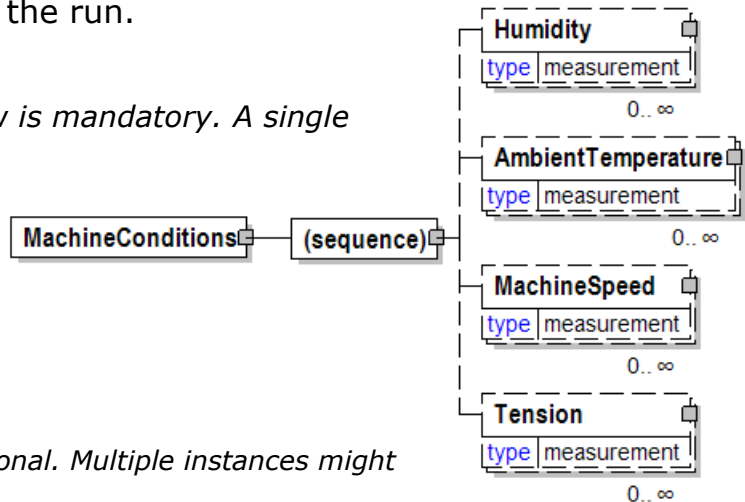 the run.
is mandatory. A single
MachineConditions
(sequence)
Humidity
type measurement
0.. ∞
AmbientTemperature
type measurement
0.. ∞
MachineSpeed
type measurement
0.. ∞
Tension
type measurement
0.. ∞
onal. Multiple instances might